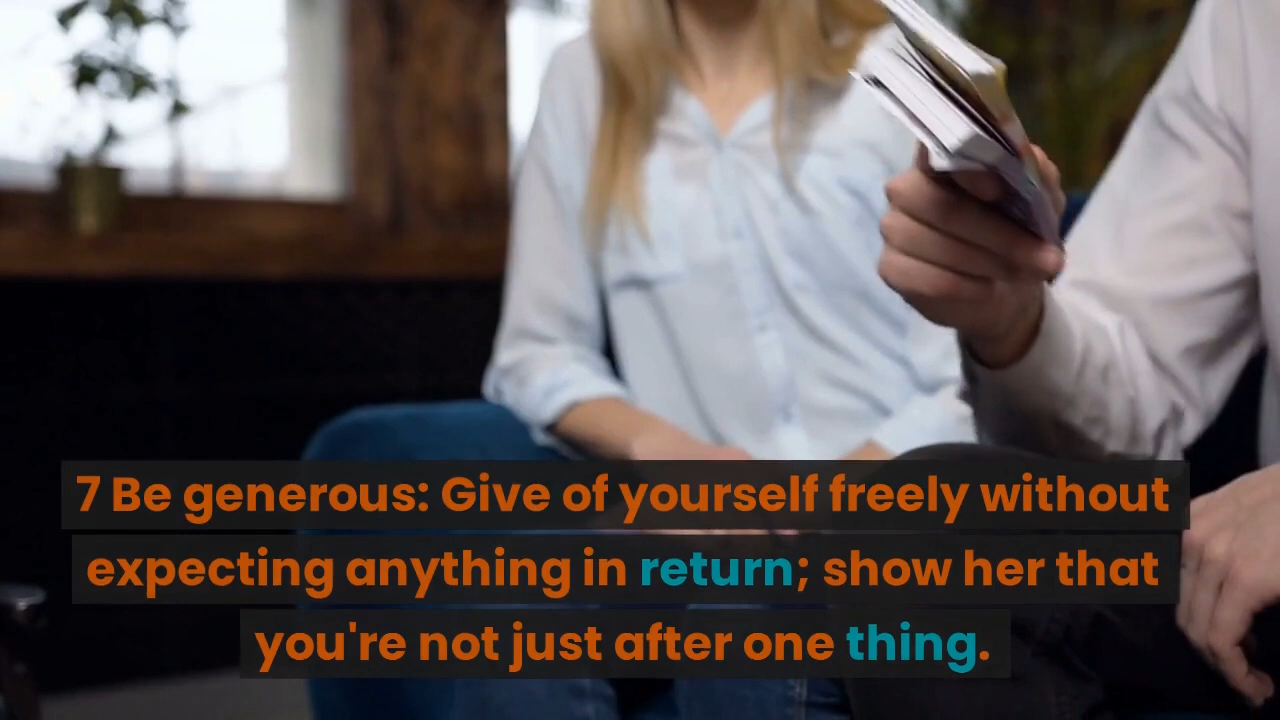 7 Be generous: Give of yourself freely without
expecting anything in return; show her that
you're not just after one thing.